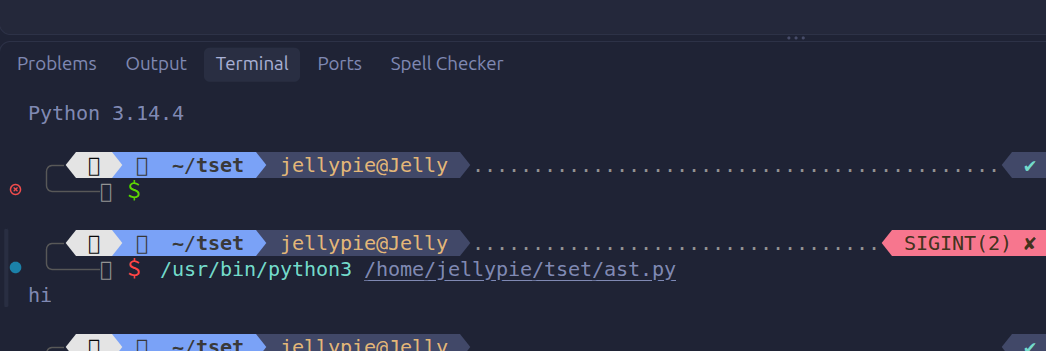 Problems Output Terminal Ports Spell Checker
Python 3.14.4
~/tset jellypie@Jelly ............................................ ✔
$
~/tset jellypie@Jelly .................................. SIGINT(2) ✘
$ /usr/bin/python3 /home/jellypie/tset/ast.py
hi
~/tset jellypie@Jelly ✔